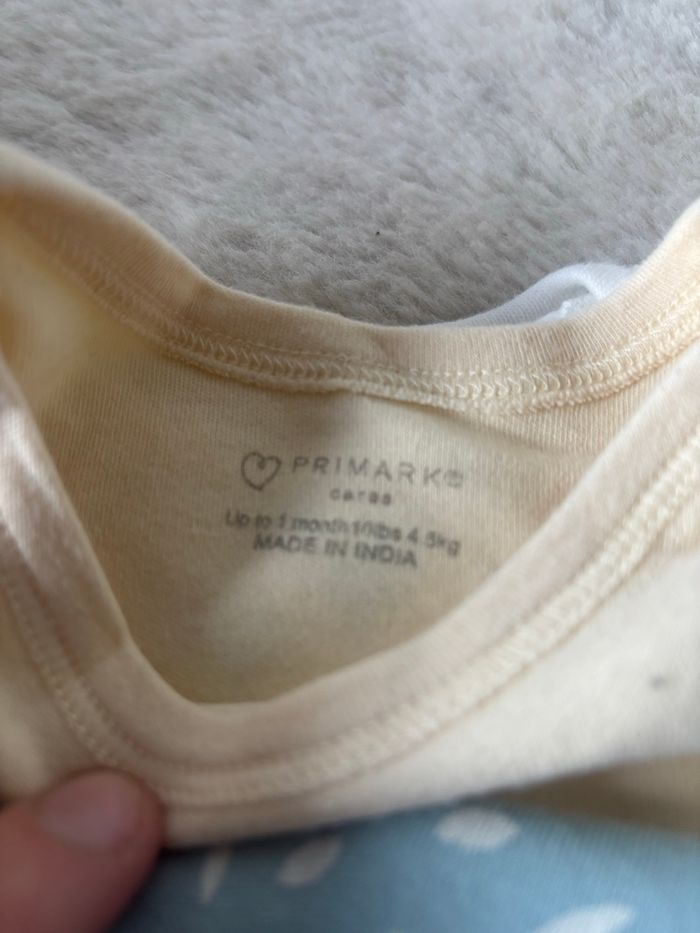 PRIMARK®
cares
Up to 1 month 10lbs 4.5kg
MADE IN INDIA